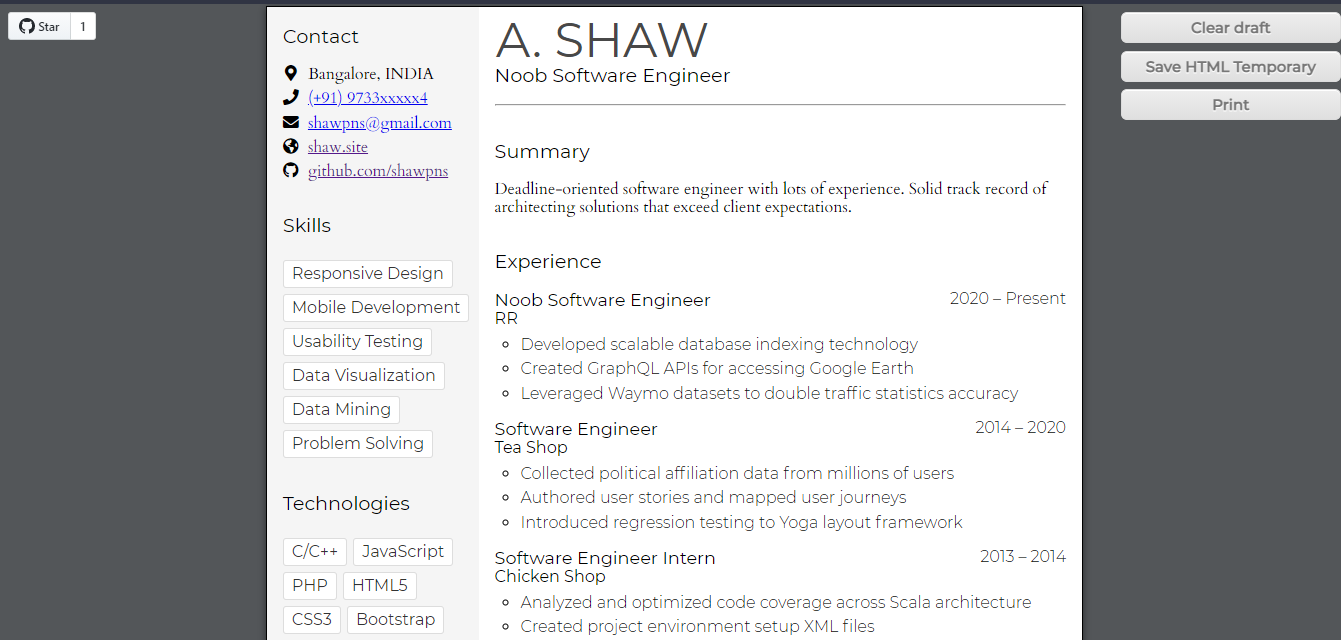 Star 1
Contact
Bangalore, INDIA
(+91) 9733xxxxx4
shawpns@gmail.com
shaw.site
github.com/shawpns
Skills
Responsive Design
Mobile Development
Usability Testing
Data Visualization
Data Mining
Problem Solving
Technologies
C/C++ JavaScript
PHP HTML5
CSS3 Bootstrap
A. SHAW
Noob Software Engineer
Summary
Deadline-oriented software engineer with lots of experience. Solid track record of
architecting solutions that exceed client expectations.
Experience
Noob Software Engineer 2020 – Present
RR
Developed scalable database indexing technology
Created GraphQL APIs for accessing Google Earth
Leveraged Waymo datasets to double traffic statistics accuracy
Software Engineer 2014 – 2020
Tea Shop
Collected political affiliation data from millions of users
Authored user stories and mapped user journeys
Introduced regression testing to Yoga layout framework
Software Engineer Intern 2013 – 2014
Chicken Shop
Analyzed and optimized code coverage across Scala architecture
Created project environment setup XML files
Clear draft
Save HTML Temporary
Print